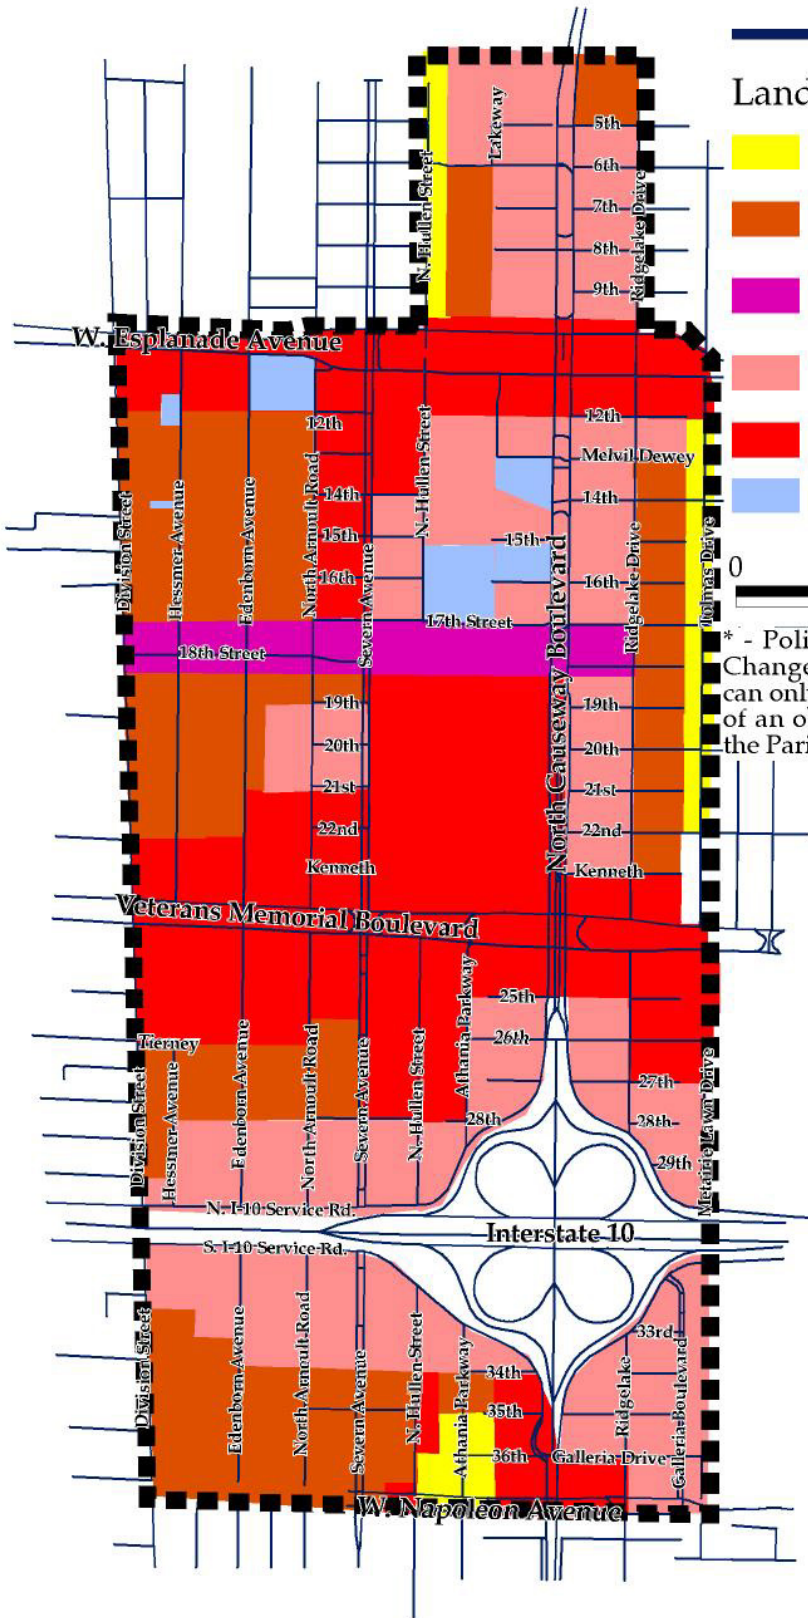 Land
5th
Lakeway
6th
N. Hullen Street
7th
Ridgelake Drive
8th
9th
W. Esplanade Avenue
12th
12th
N. Hullen Street
Melvil Dewey
14th
14th
Division Street
Hessmer Avenue
Edenborn Avenue
North Arnoult Road
15th
15th
16th
16th
Severn Avenue
North Causeway Boulevard
Ridgelake Drive
Tolmas Drive
0
17th Street
18th Street
* - Poli
Change
can only
of an o
the Pari
19th
19th
20th
20th
21st
21st
22nd
22nd
Kenneth
Kenneth
Veterans Memorial Boulevard
Athania Parkway
25th
26th
Tierney
27th
28th
28th
29th
Division Street
Hessmer Avenue
Edenborn Avenue
North Arnoult Road
Severn Avenue
N. Hullen Street
Metairie Lawn Drive
N. I-10 Service Rd.
Interstate 10
S. I-10 Service Rd.
33rd
34th
35th
36th
Division Street
Edenborn Avenue
North Arnoult Road
Severn Avenue
N. Hullen Street
Athania Parkway
Ridgelake
Galleria Boulevard
Galleria Drive
W. Napoleon Avenue